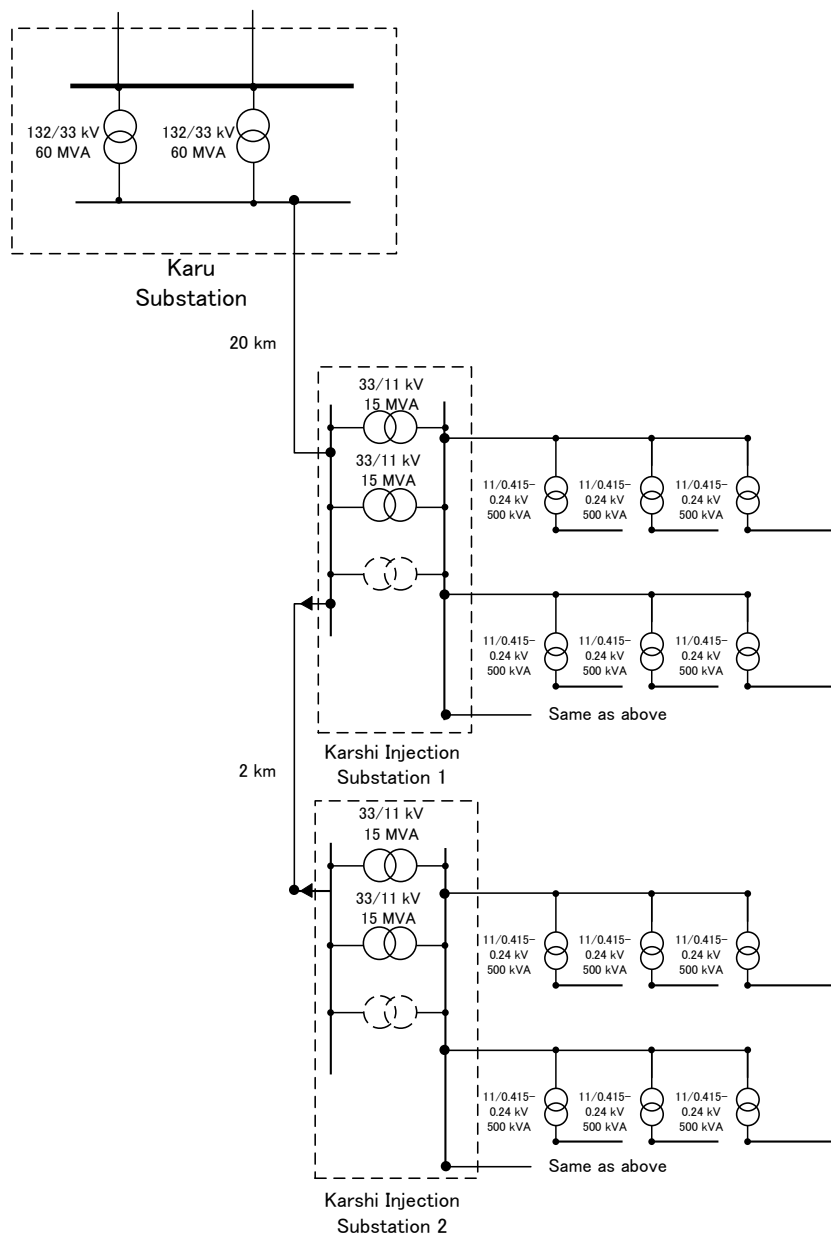 132/33 kV
60 MVA
132/33 kV
60 MVA
Karu
Substation
20 km
33/11 kV
15 MVA
33/11 kV
15 MVA
11/0.415-
0.24 kV
500 kVA
11/0.415-
0.24 kV
500 kVA
11/0.415-
0.24 kV
500 kVA
11/0.415-
0.24 kV
500 kVA
11/0.415-
0.24 kV
500 kVA
11/0.415-
0.24 kV
500 kVA
Same as above
Karshi Injection
Substation 1
2 km
33/11 kV
15 MVA
33/11 kV
15 MVA
11/0.415-
0.24 kV
500 kVA
11/0.415-
0.24 kV
500 kVA
11/0.415-
0.24 kV
500 kVA
11/0.415-
0.24 kV
500 kVA
11/0.415-
0.24 kV
500 kVA
11/0.415-
0.24 kV
500 kVA
Same as above
Karshi Injection
Substation 2